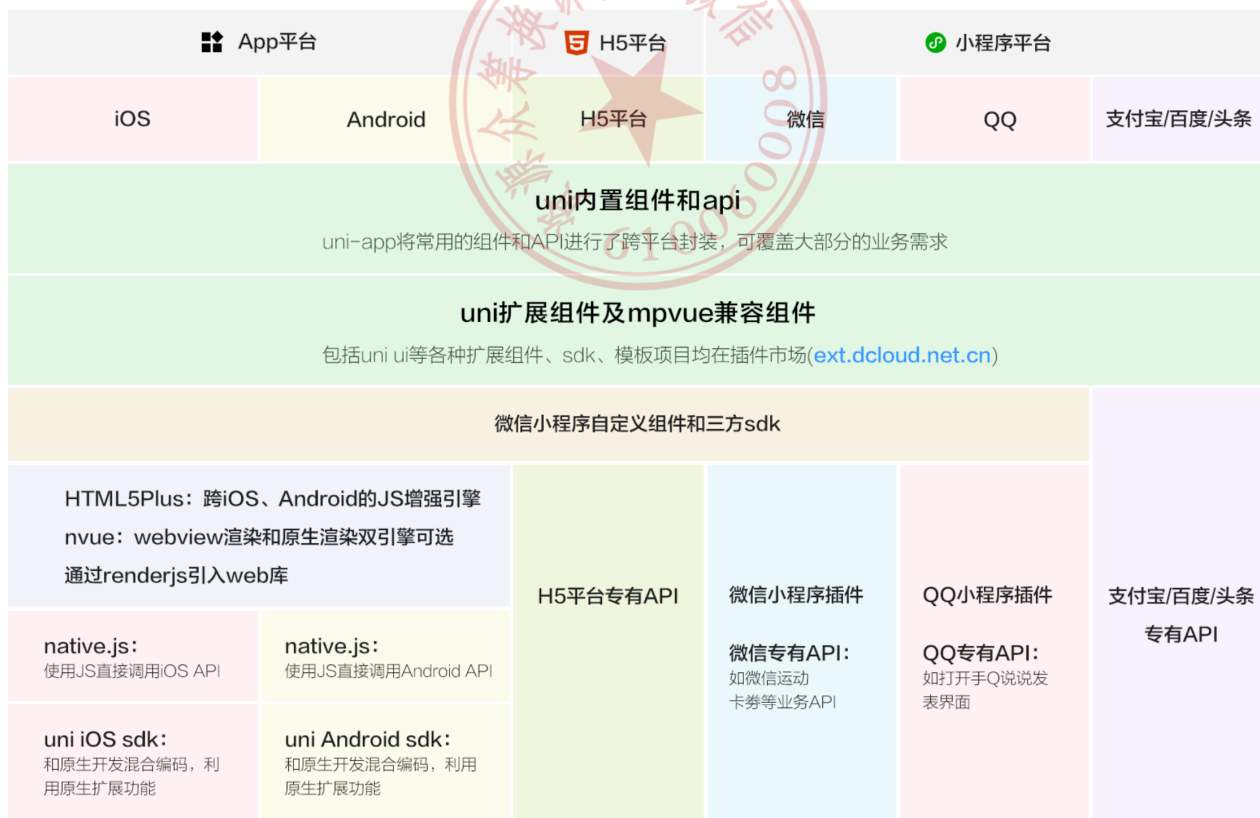 App平台
H5平台
小程序平台
iOS
Android
H5平台
微信
QQ
支付宝/百度/头条
uni内置组件和api
uni-app将常用的组件和API进行了跨平台封装，可覆盖大部分的业务需求
uni扩展组件及mpvue兼容组件
包括uni ui等各种扩展组件、sdk、模板项目均在插件市场(ext.dcloud.net.cn)
微信小程序自定义组件和三方sdk
HTML5Plus：跨iOS、Android的JS增强引擎
nvue：webview渲染和原生渲染双引擎可选
通过renderjs引入web库
native.js：
使用JS直接调用iOS API
native.js：
使用JS直接调用Android API
uni iOS sdk：
和原生开发混合编码，利
用原生扩展功能
uni Android sdk：
和原生开发混合编码，利用
原生扩展功能
H5平台专有API
微信小程序插件
微信专有API：
如微信运动
卡券等业务API
QQ小程序插件
QQ专有API：
如打开手Q说说发
表界面
支付宝/百度/头条
专有API
资源众筹换
微信
6100600008